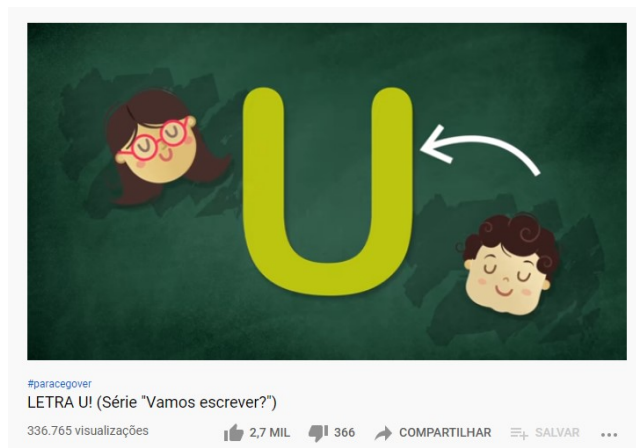 U
#paracegover
LETRA U! (Série "Vamos escrever?")
336.765 visualizações 2,7 MIL 366 COMPARTILHAR SALVAR